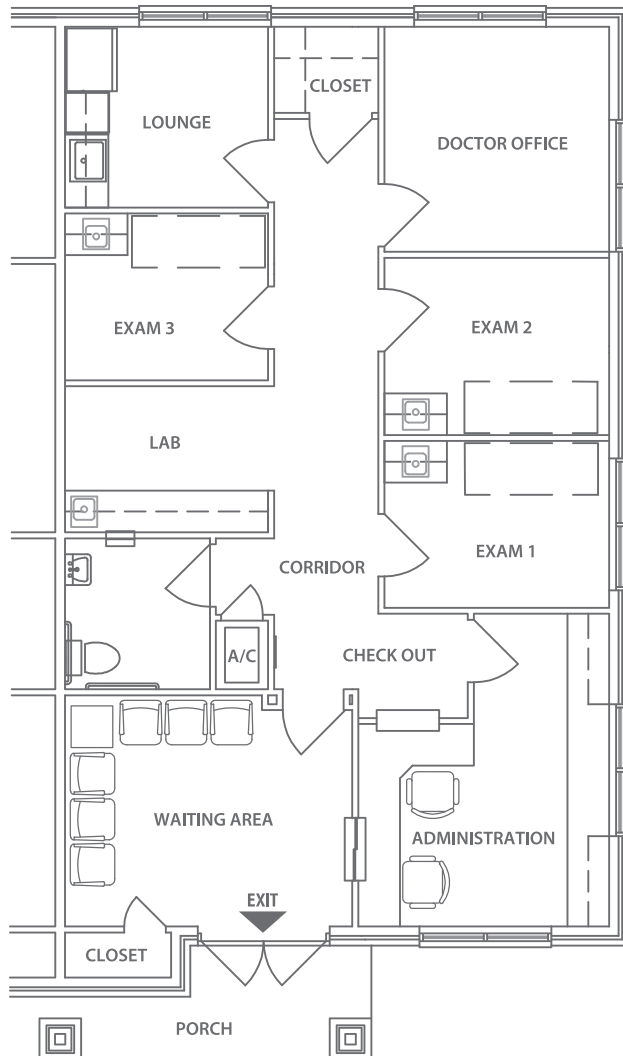 CLOSET
LOUNGE
DOCTOR OFFICE
EXAM 3
EXAM 2
LAB
EXAM 1
CORRIDOR
A/C
CHECK OUT
WAITING AREA
ADMINISTRATION
EXIT
CLOSET
PORCH